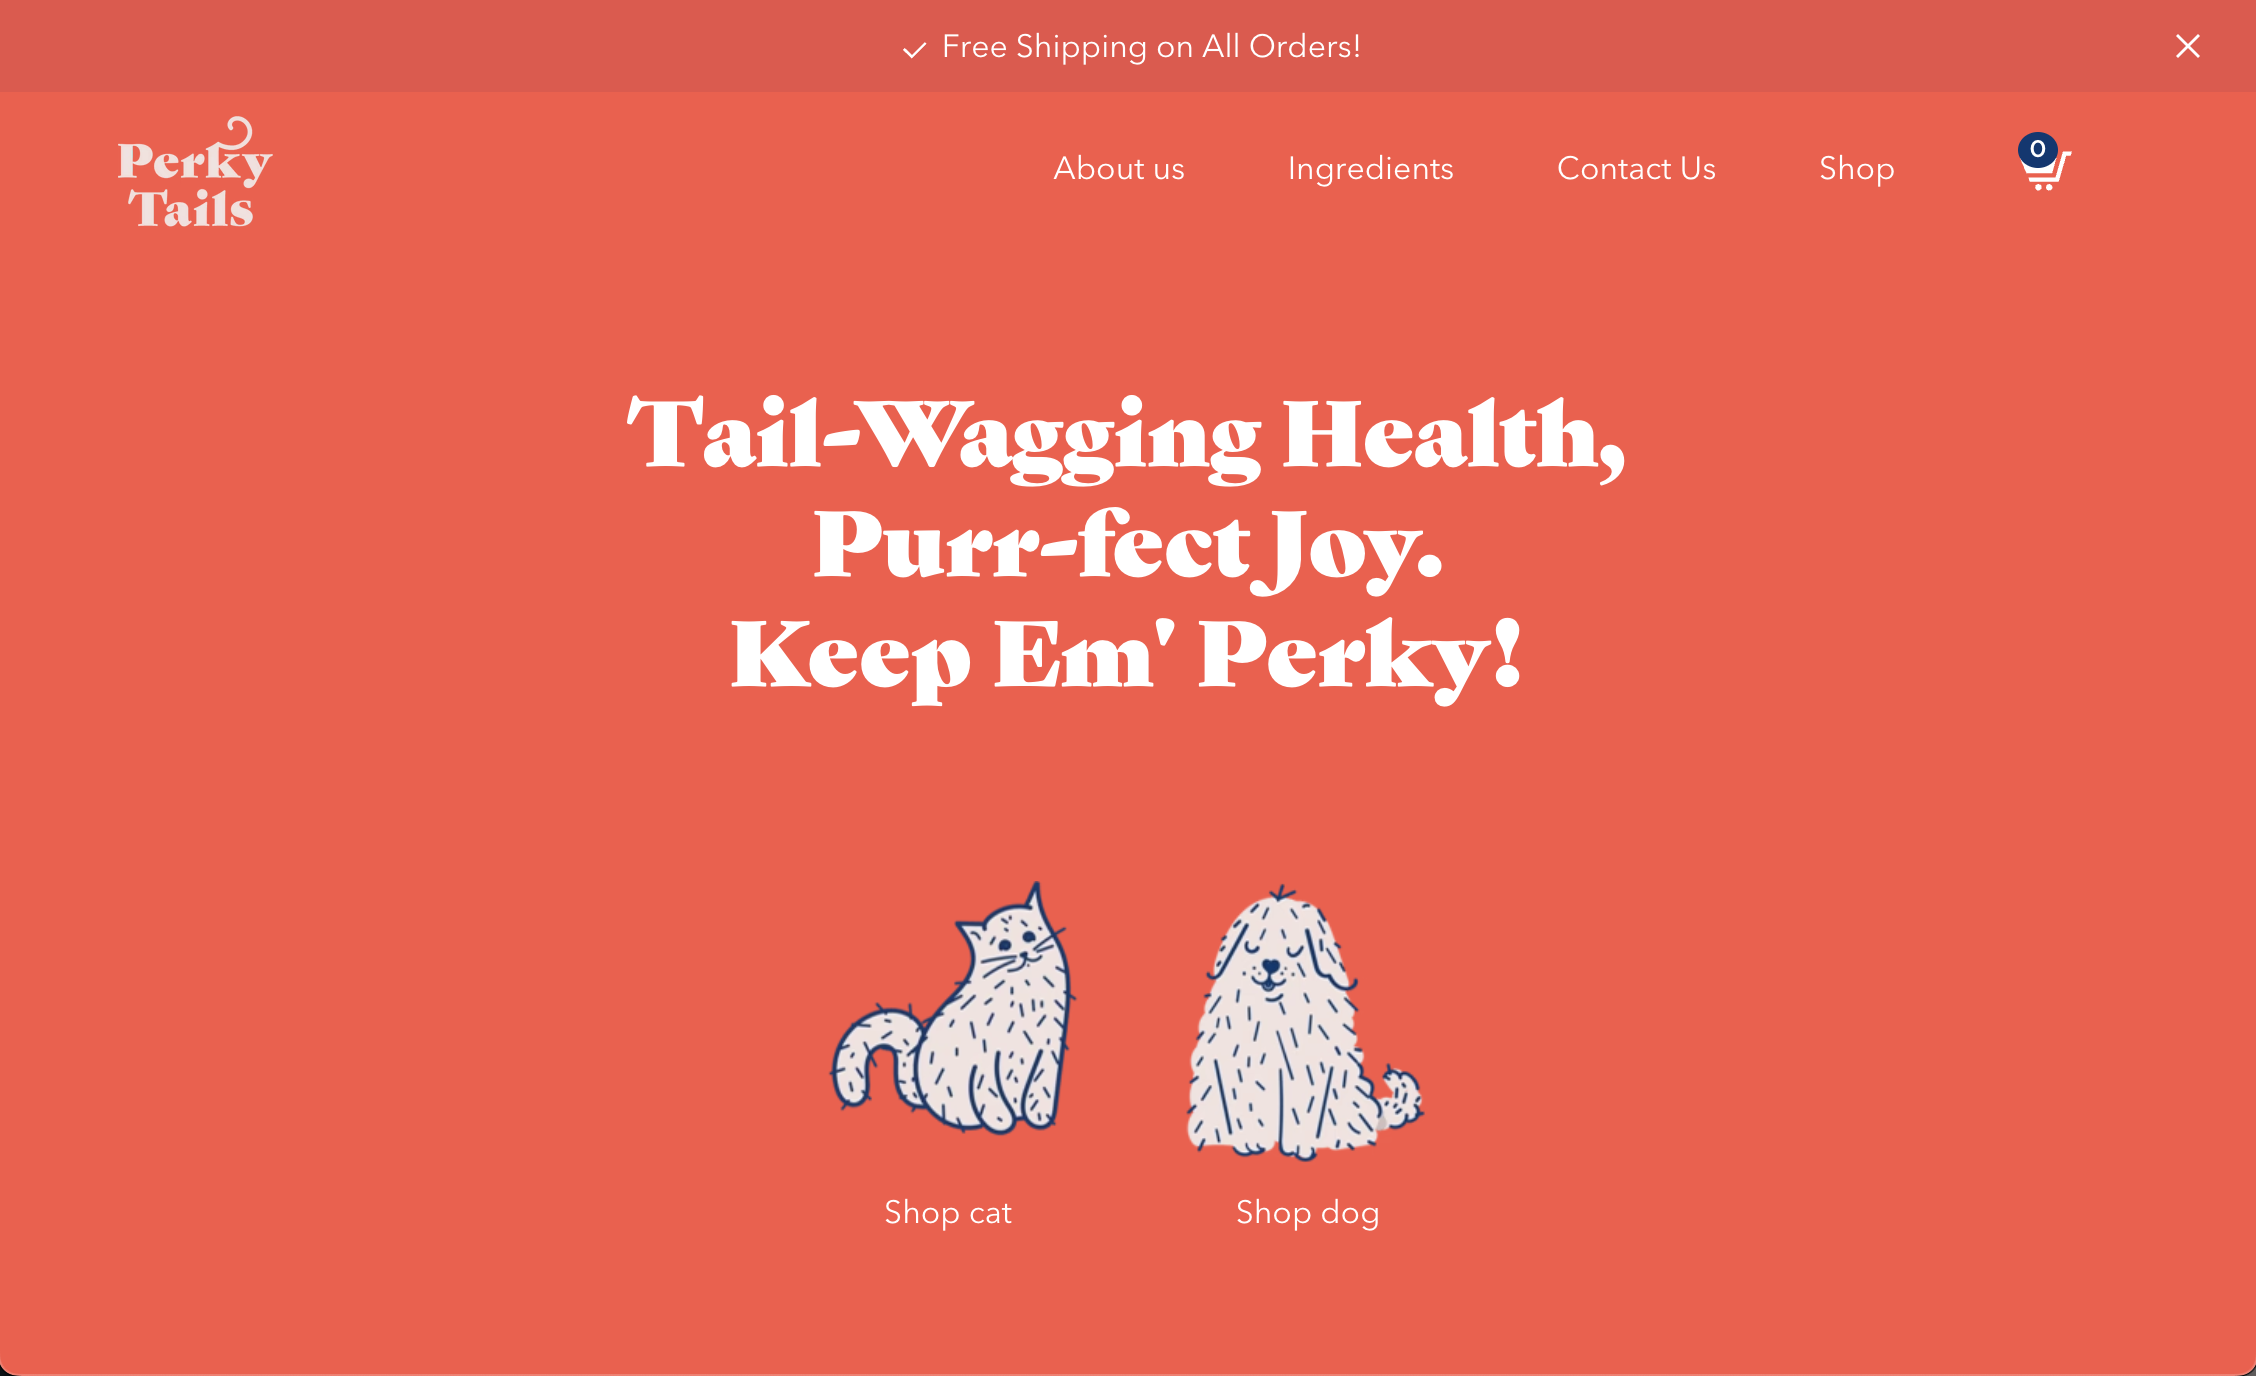 Free Shipping on All Orders!
Perky
Tails
About us
Ingredients
Contact Us
Shop
0
Tail-Wagging Health,
Purr-fect Joy.
Keep Em' Perky!
Shop cat
Shop dog